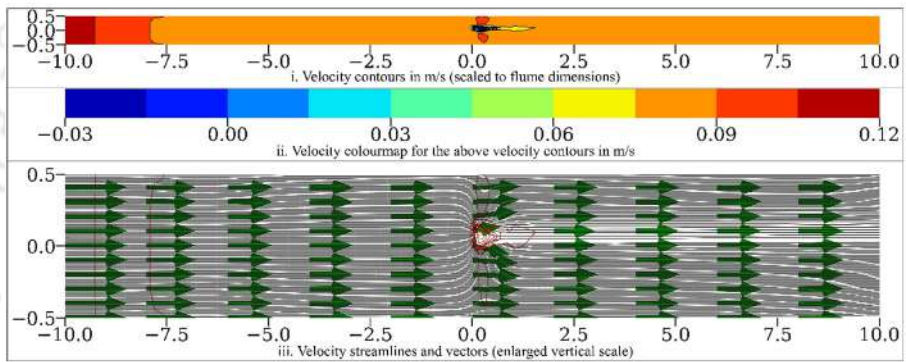 0.5
0.0
−0.5
−10.0 −7.5 −5.0 −2.5 0.0 2.5 5.0 7.5 10.0
i. Velocity contours in m/s (scaled to flume dimensions)
−0.03 0.00 0.03 0.06 0.09 0.12
ii. Velocity colourmap for the above velocity contours in m/s
0.5
0.0
−0.5
−10.0 −7.5 −5.0 −2.5 0.0 2.5 5.0 7.5 10.0
iii. Velocity streamlines and vectors (enlarged vertical scale)